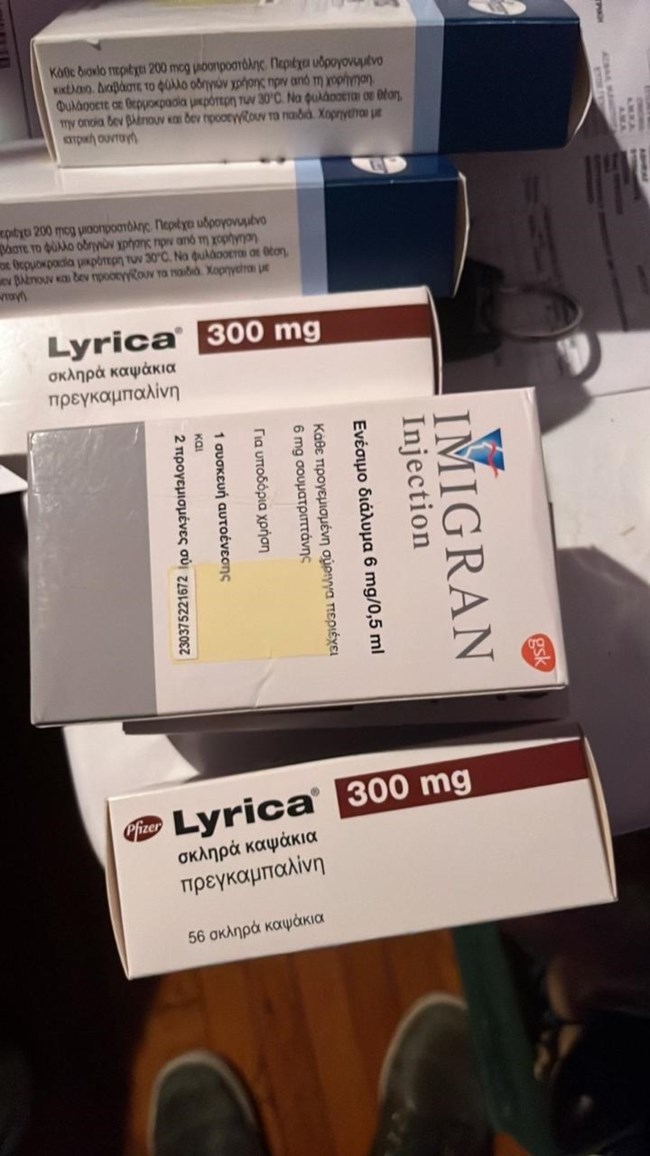 Κάθε δισκίο περιέχει 200 mcg μισοπροστόλης. Περιέχει υδρογονωμένο
κικέλαιο. Διαβάστε το φύλλο οδηγιών χρήσης πριν από τη χορήγηση.
Φυλάσσετε σε θερμοκρασία μικρότερη των 30°C. Να φυλάσσεται σε θέση,
την οποία δεν βλέπουν και δεν προσεγγίζουν τα παιδιά. Χορηγείται με
ιατρική συνταγή.
200 mcg μισοπροστόλης. Περιέχει υδρογονωμένο
το φύλλο οδηγιών χρήσης πριν από τη χορήγηση.
σε θερμοκρασία μικρότερη των 30°C. Να φυλάσσεται σε θέση,
βλέπουν και δεν προσεγγίζουν τα παιδιά. Χορηγείται με
Lyrica® 300 mg
σκληρά καψάκια
πρεγκαμπαλίνη
IMIGRAN
Injection
gsk
Ενέσιμο διάλυμα 6 mg/0,5 ml
Κάθε προγεμισμένη σύριγγα περιέχει
6 mg σουματριπτάνης
Για υποδόρια χρήση
1 συσκευή αυτοένεσης
και
2 προγεμισμένες
230375221672
Pfizer Lyrica® 300 mg
σκληρά καψάκια
πρεγκαμπαλίνη
56 σκληρά καψάκια